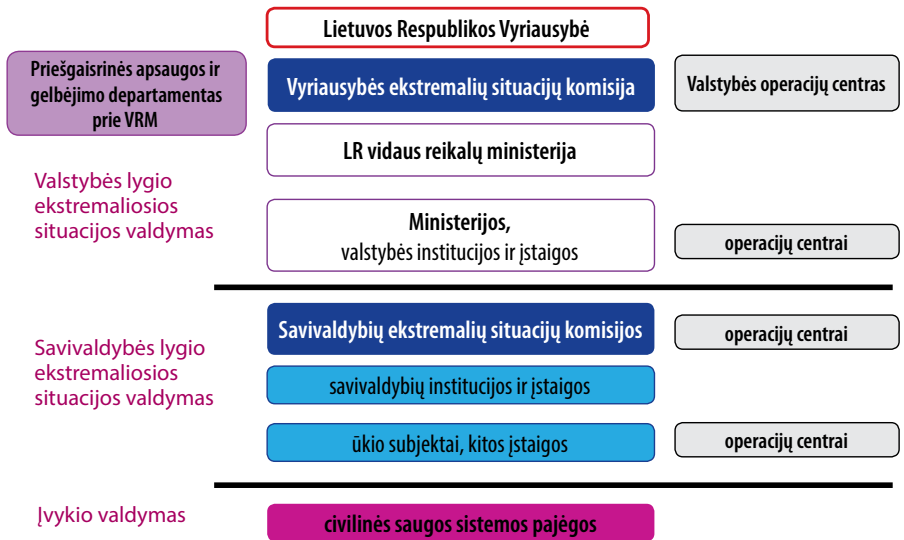 Lietuvos Respublikos Vyriausybė
Priešgaisrinės apsaugos ir
gelbėjimo departamentas
prie VRM
Vyriausybės ekstremalių situacijų komisija
Valstybės operacijų centras
LR vidaus reikalų ministerija
Valstybės lygio
ekstremaliosios
situacijos valdymas
Ministerijos,
valstybės institucijos ir įstaigos
operacijų centrai
Savivaldybių ekstremalių situacijų komisijos
operacijų centrai
Savivaldybės lygio
ekstremaliosios
situacijos valdymas
savivaldybių institucijos ir įstaigos
ūkio subjektai, kitos įstaigos
operacijų centrai
Įvykio valdymas
civilinės saugos sistemos pajėgos